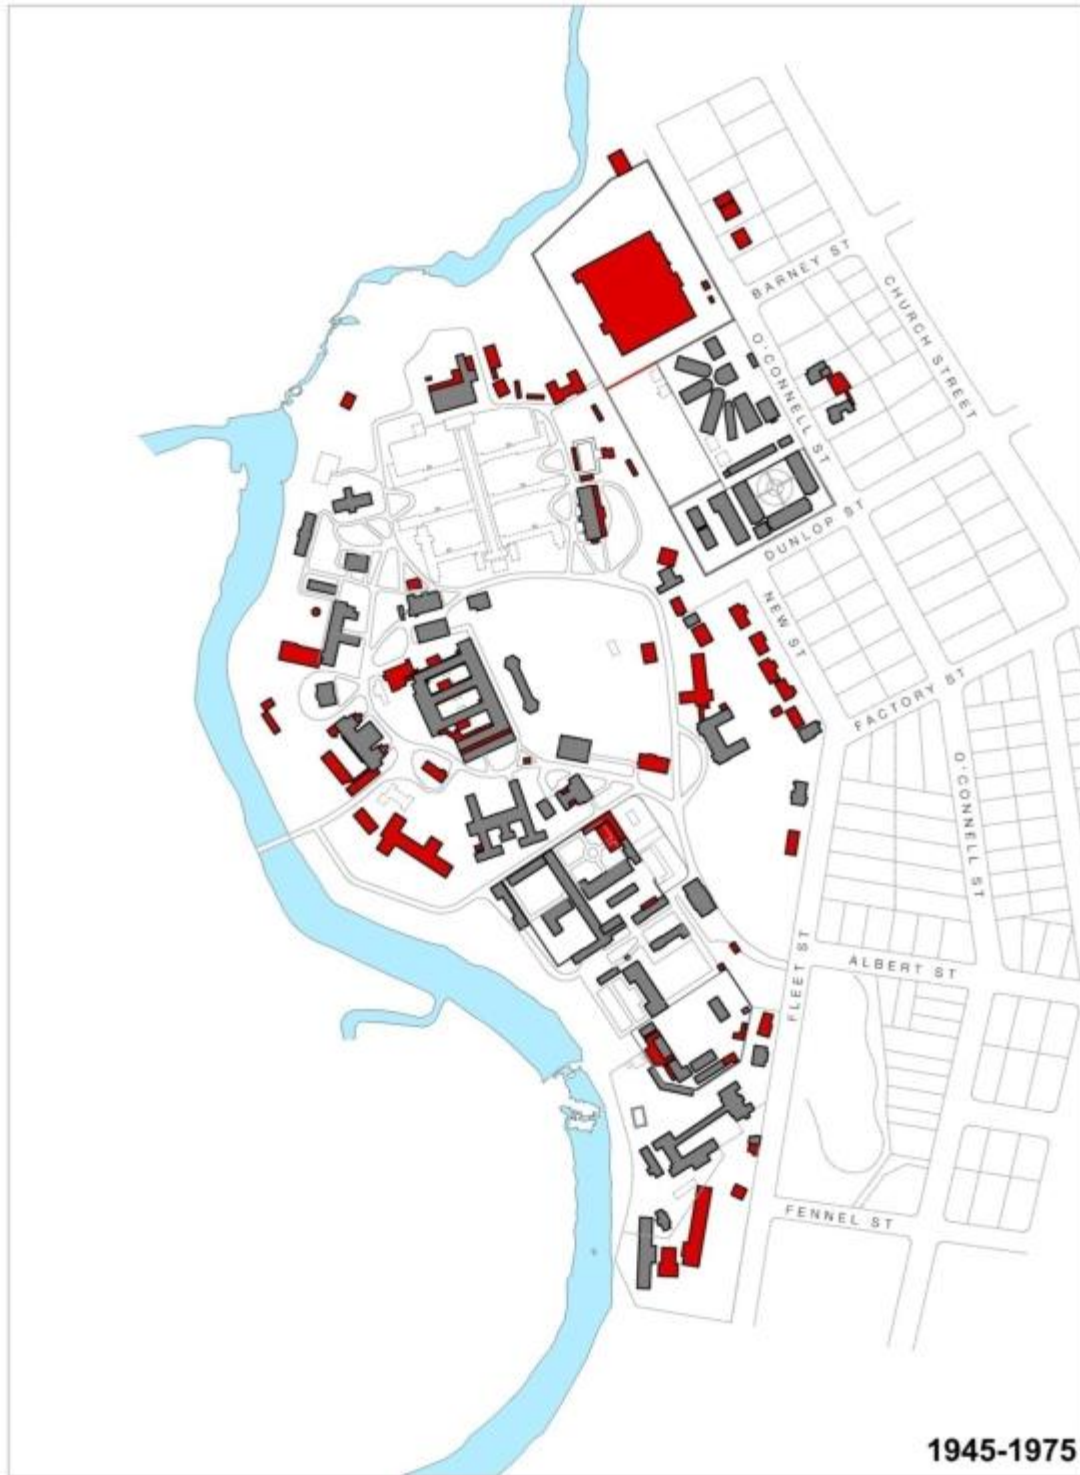 BARNEY ST
CHURCH STREET
O'CONNELL ST
DUNLOP ST
NEW ST
FACTORY ST
O'CONNELL ST
ALBERT ST
FLEET ST
FENNEL ST
1945-1975